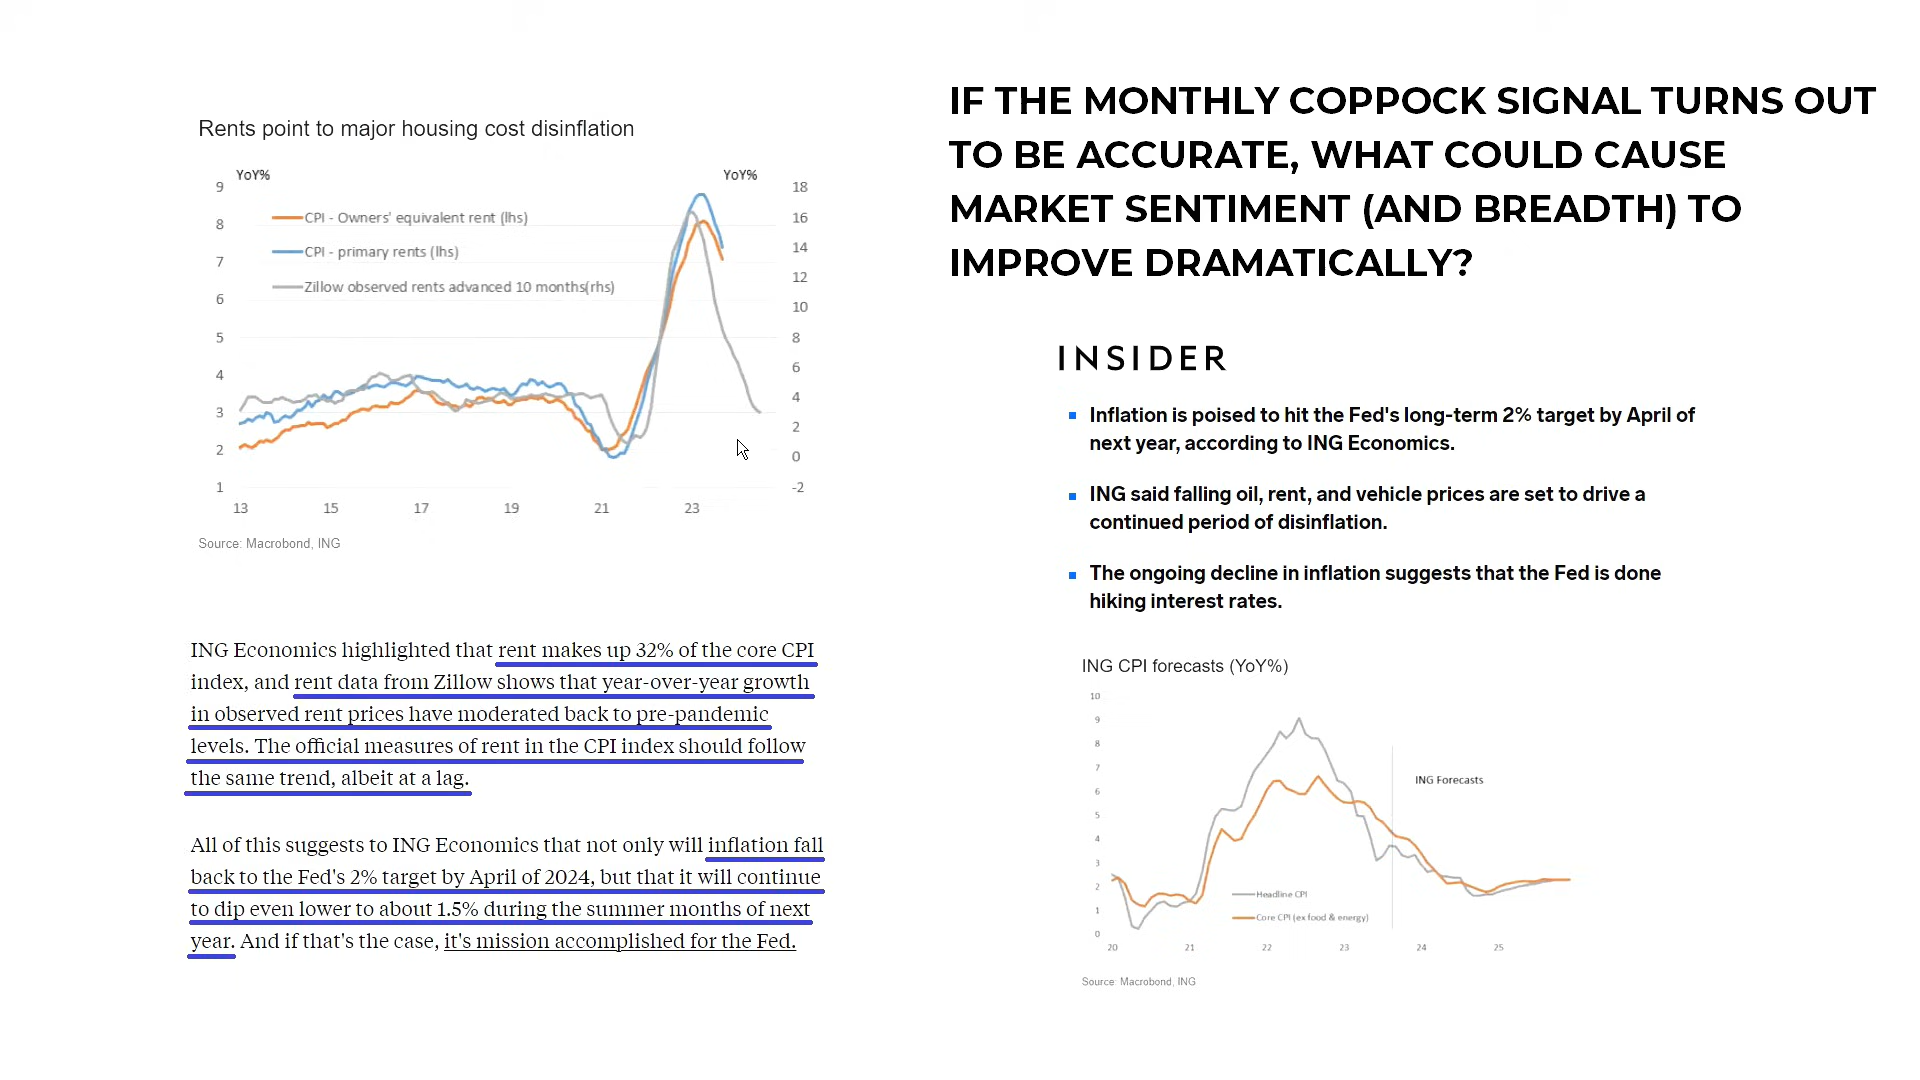 IF THE MONTHLY COPPOCK SIGNAL TURNS OUT
TO BE ACCURATE, WHAT COULD CAUSE
MARKET SENTIMENT (AND BREADTH) TO
IMPROVE DRAMATICALLY?
Rents point to major housing cost disinflation
YoY%
YoY%
9
8
7
6
5
4
3
2
1
18
16
14
12
10
8
6
4
2
0
-2
CPI - Owners' equivalent rent (lhs)
CPI - primary rents (lhs)
Zillow observed rents advanced 10 months(rhs)
13
15
17
19
21
23
Source: Macrobond, ING
ING Economics highlighted that rent makes up 32% of the core CPI
index, and rent data from Zillow shows that year-over-year growth
in observed rent prices have moderated back to pre-pandemic
levels. The official measures of rent in the CPI index should follow
the same trend, albeit at a lag.
All of this suggests to ING Economics that not only will inflation fall
back to the Fed's 2% target by April of 2024, but that it will continue
to dip even lower to about 1.5% during the summer months of next
year. And if that's the case, it's mission accomplished for the Fed.
INSIDER
Inflation is poised to hit the Fed's long-term 2% target by April of
next year, according to ING Economics.
ING said falling oil, rent, and vehicle prices are set to drive a
continued period of disinflation.
The ongoing decline in inflation suggests that the Fed is done
hiking interest rates.
ING CPI forecasts (YoY%)
10
9
8
7
6
5
4
3
2
1
0
ING Forecasts
Headline CPI
Core CPI (ex food & energy)
20
21
22
23
24
25
Source: Macrobond, ING